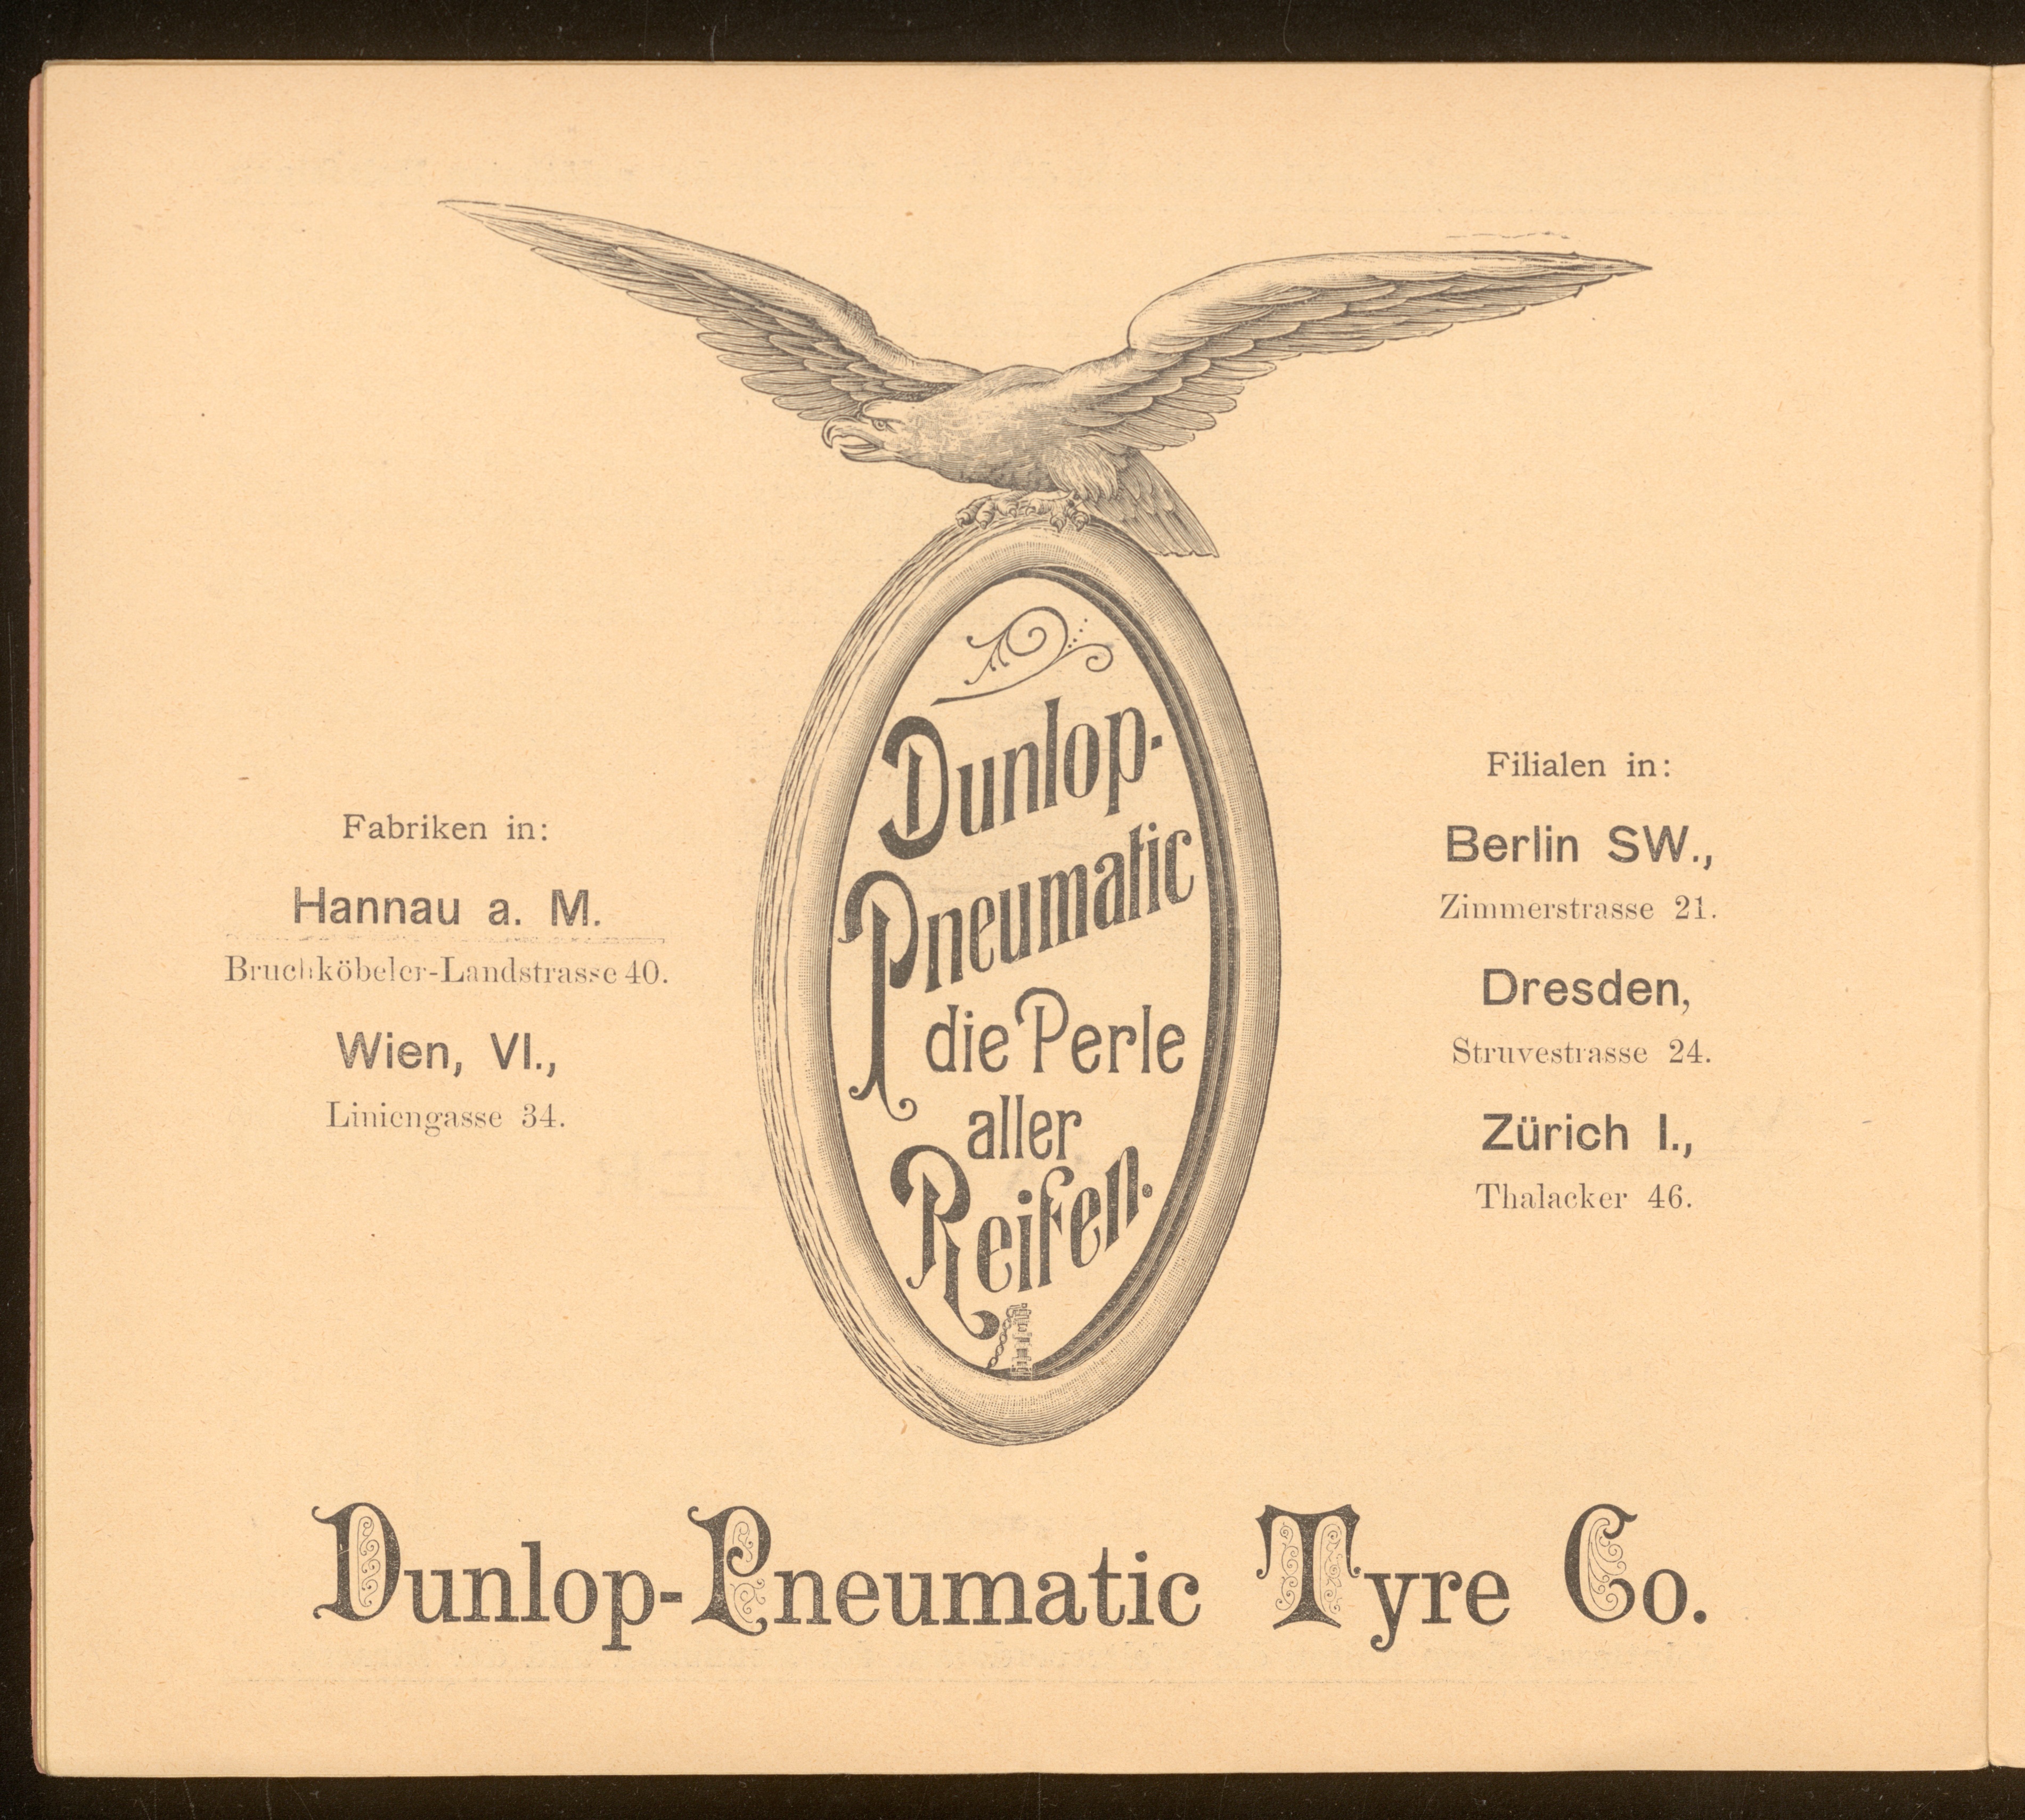 Dunlop-
Pneumatic
die Perle
aller
Reifen.
Fabriken in:
Hannau a. M.
Bruchköbeler-Landstrasse 40.
Wien, VI.,
Liniengasse 34.
Filialen in:
Berlin SW.,
Zimmerstrasse 21.
Dresden,
Struvestrasse 24.
Zürich I.,
Thalacker 46.
Dunlop-Pneumatic Tyre Co.